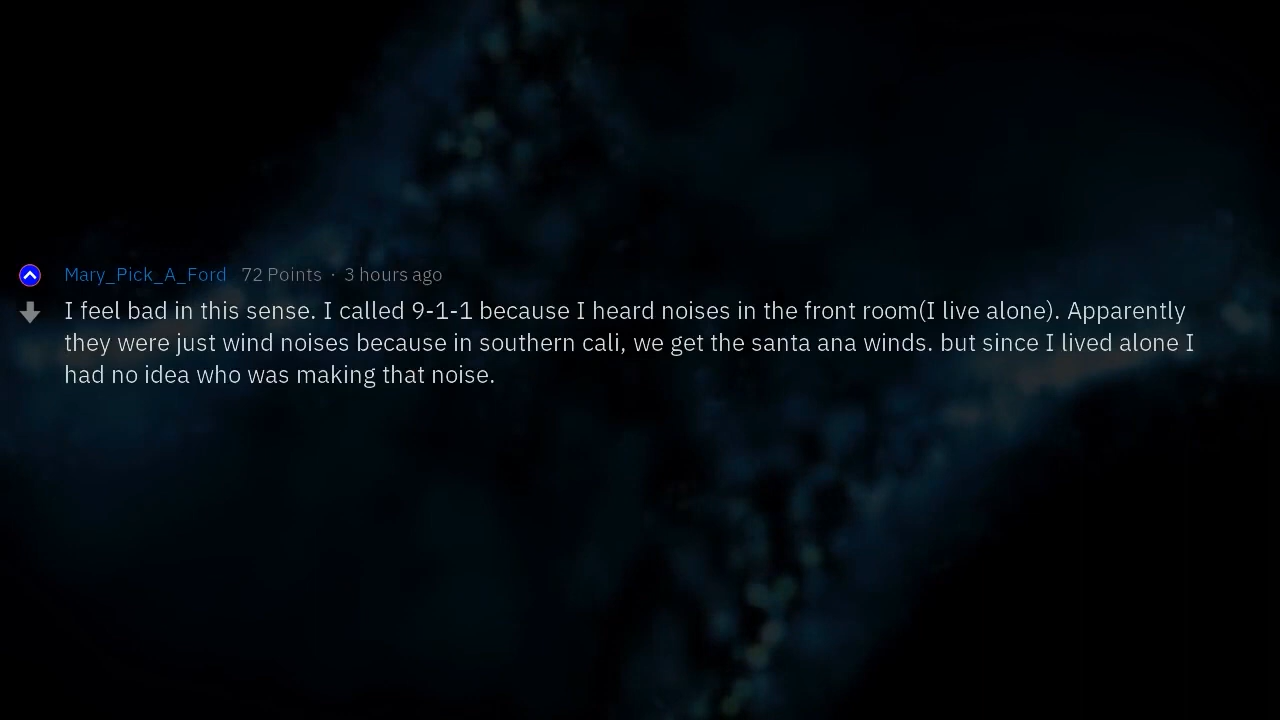 Mary_Pick_A_Ford 72 Points · 3 hours ago
I feel bad in this sense. I called 9-1-1 because I heard noises in the front room(I live alone). Apparently
they were just wind noises because in southern cali, we get the santa ana winds. but since I lived alone I
had no idea who was making that noise.